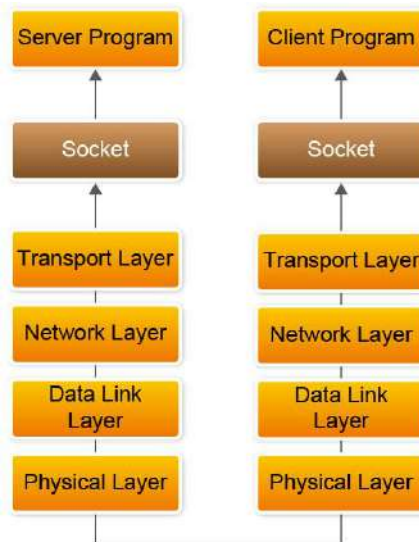 Server Program
Client Program
Socket
Socket
Transport Layer
Transport Layer
Network Layer
Network Layer
Data Link
Layer
Data Link
Layer
Physical Layer
Physical Layer